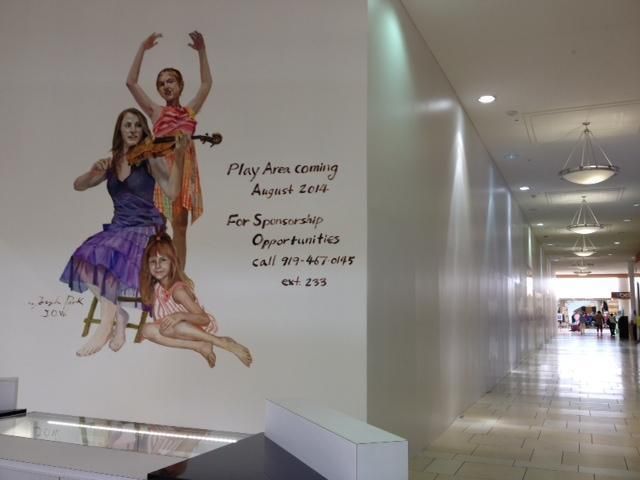 Play Area coming
August 2014
For Sponsorship
Opportunities
call 919-467-0145
ext. 233